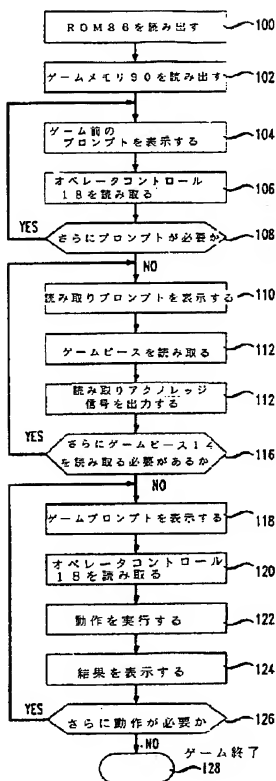 ROM86を読み出す
100
ゲームメモリ90を読み出す
102
ゲーム前の
プロンプトを表示する
104
オペレータコントロール
18を読み取る
106
YES
さらにプロンプトが必要か
108
NO
読み取りプロンプトを表示する
110
ゲームピースを読み取る
112
読み取りアクノレッジ
信号を出力する
112
YES
さらにゲームピース14
を読み取る必要があるか
116
NO
ゲームプロンプトを表示する
118
オペレータコントロール
18を読み取る
120
動作を実行する
122
結果を表示する
124
YES
さらに動作が必要か
126
NO
ゲーム終了
128